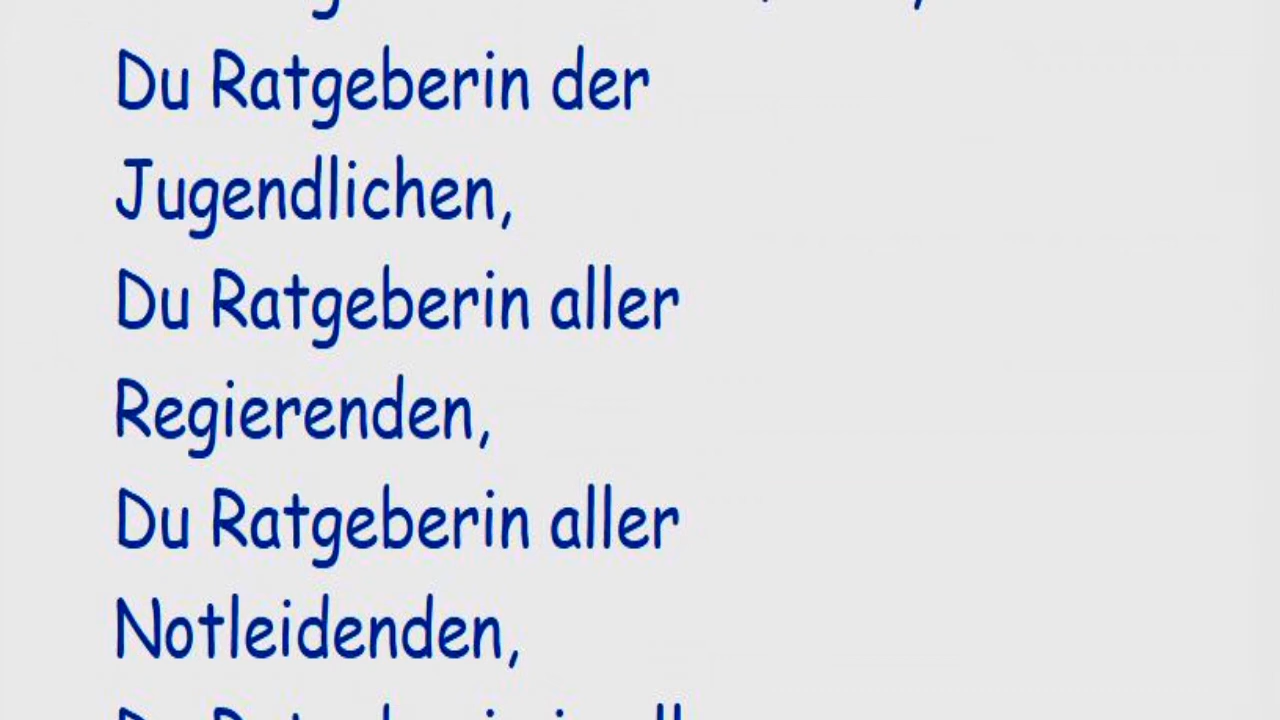 Du Ratgeberin der
Jugendlichen,
Du Ratgeberin aller
Regierenden,
Du Ratgeberin aller
Notleidenden,